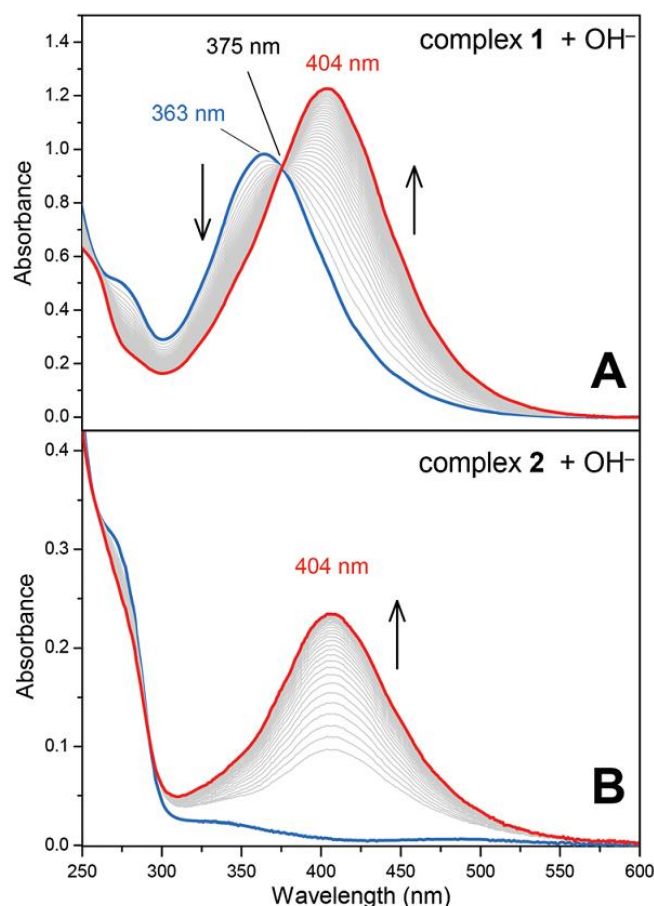 complex 1 + OH⁻
375 nm
404 nm
363 nm
1.4
1.2
1.0
0.8
0.6
0.4
0.2
0.0
Absorbance
A
complex 2 + OH⁻
404 nm
0.4
0.3
0.2
0.1
0.0
Absorbance
B
250 300 350 400 450 500 550 600
Wavelength (nm)